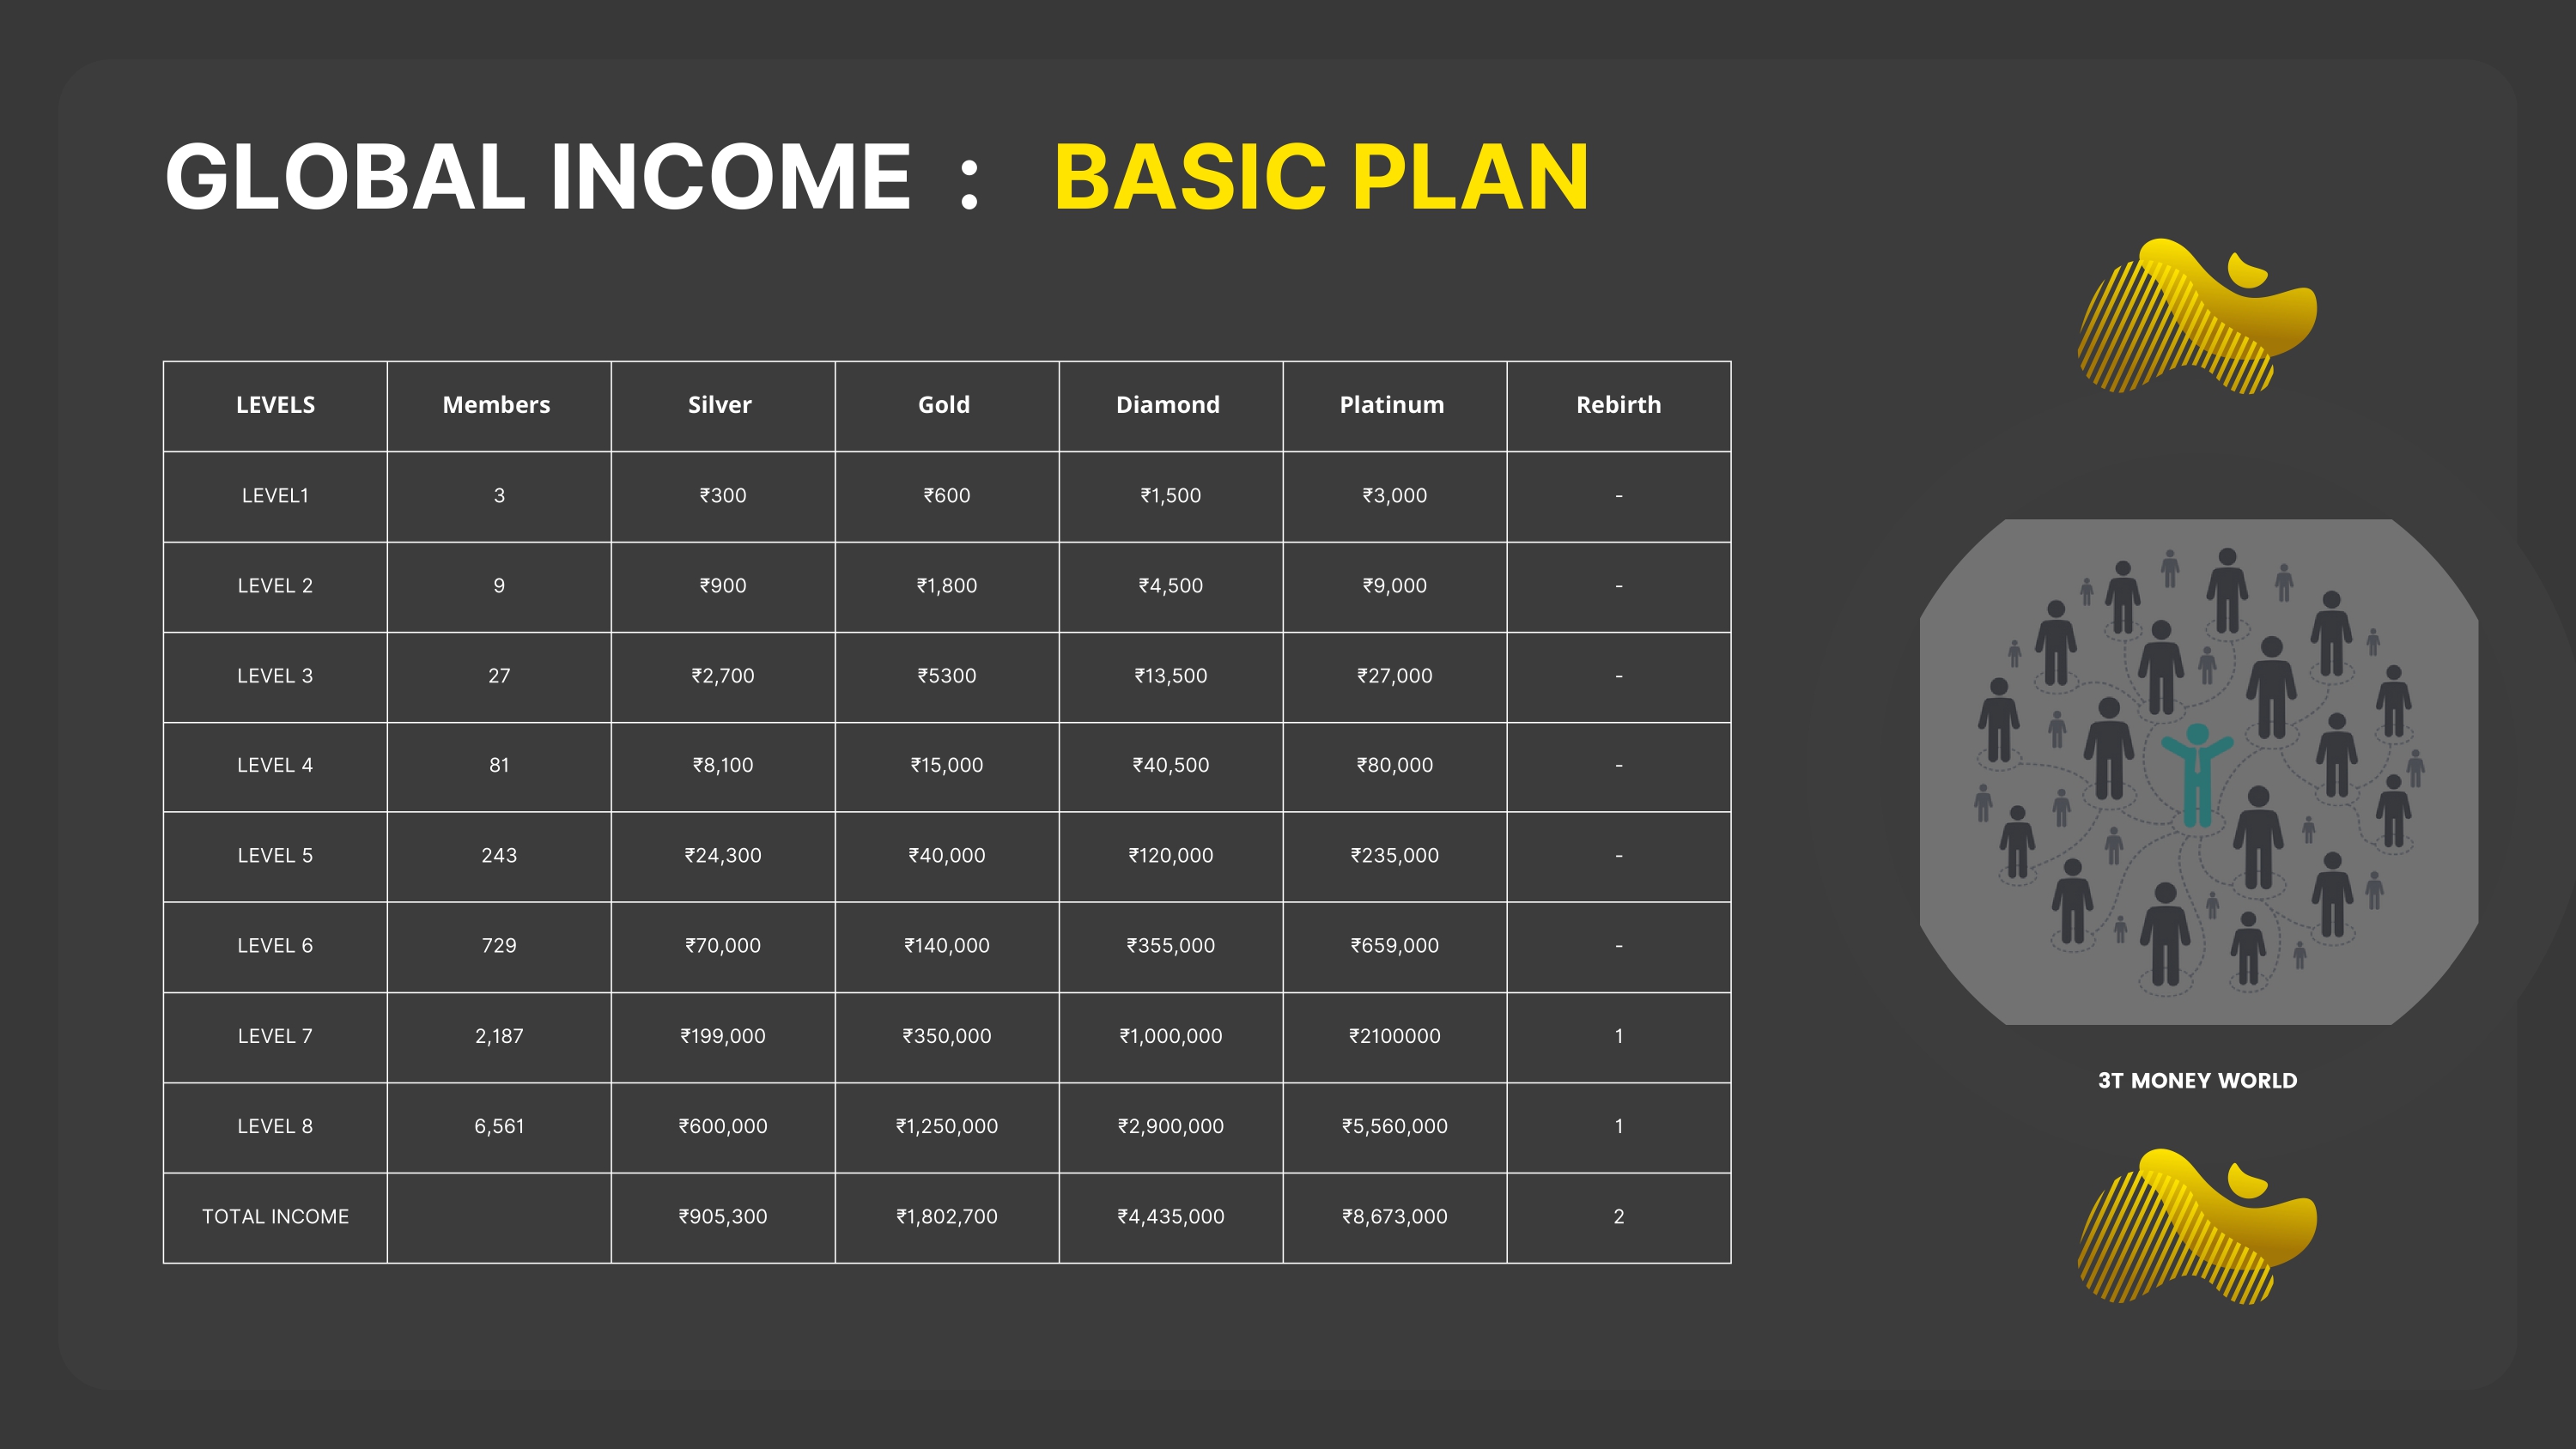 GLOBAL INCOME : BASIC PLAN
LEVELS Members Silver Gold Diamond Platinum Rebirth
LEVEL1 3 ₹300 ₹600 ₹1,500 ₹3,000 -
LEVEL 2 9 ₹900 ₹1,800 ₹4,500 ₹9,000 -
LEVEL 3 27 ₹2,700 ₹5300 ₹13,500 ₹27,000 -
LEVEL 4 81 ₹8,100 ₹15,000 ₹40,500 ₹80,000 -
LEVEL 5 243 ₹24,300 ₹40,000 ₹120,000 ₹235,000 -
LEVEL 6 729 ₹70,000 ₹140,000 ₹355,000 ₹659,000 -
LEVEL 7 2,187 ₹199,000 ₹350,000 ₹1,000,000 ₹2100000 1
LEVEL 8 6,561 ₹600,000 ₹1,250,000 ₹2,900,000 ₹5,560,000 1
TOTAL INCOME ₹905,300 ₹1,802,700 ₹4,435,000 ₹8,673,000 2
3T MONEY WORLD